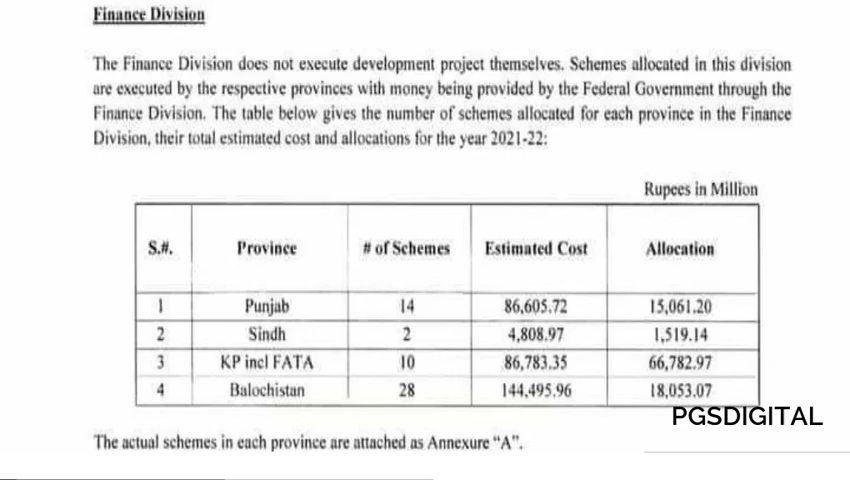 Finance Division
The Finance Division does not execute development project themselves. Schemes allocated in this division
are executed by the respective provinces with money being provided by the Federal Government through the
Finance Division. The table below gives the number of schemes allocated for each province in the Finance
Division, their total estimated cost and allocations for the year 2021-22:
Rupees in Million
S.#. Province # of Schemes Estimated Cost Allocation
1 Punjab 14 86,605.72 15,061.20
2 Sindh 2 4,808.97 1,519.14
3 KP incl FATA 10 86,783.35 66,782.97
4 Balochistan 28 144,495.96 18,053.07
PGSDIGITAL
The actual schemes in each province are attached as Annexure “A”.